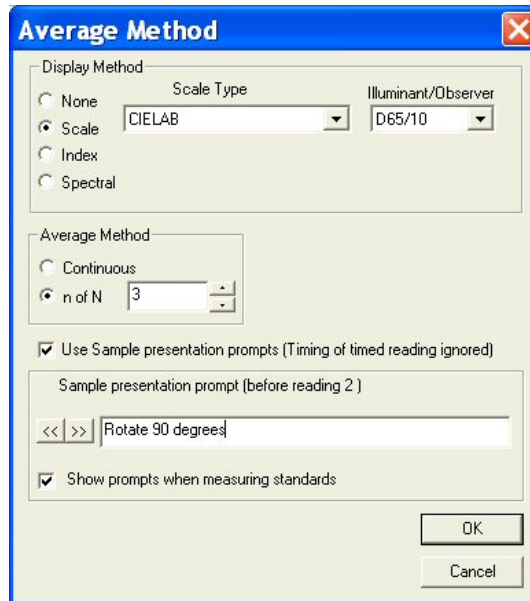 Average Method
Display Method
None
Scale
Index
Spectral
Scale Type
CIELAB
Illuminant/Observer
D65/10
Average Method
Continuous
n of N
3
Use Sample presentation prompts (Timing of timed reading ignored)
Sample presentation prompt (before reading 2 )
<< >> Rotate 90 degrees
Show prompts when measuring standards
OK
Cancel